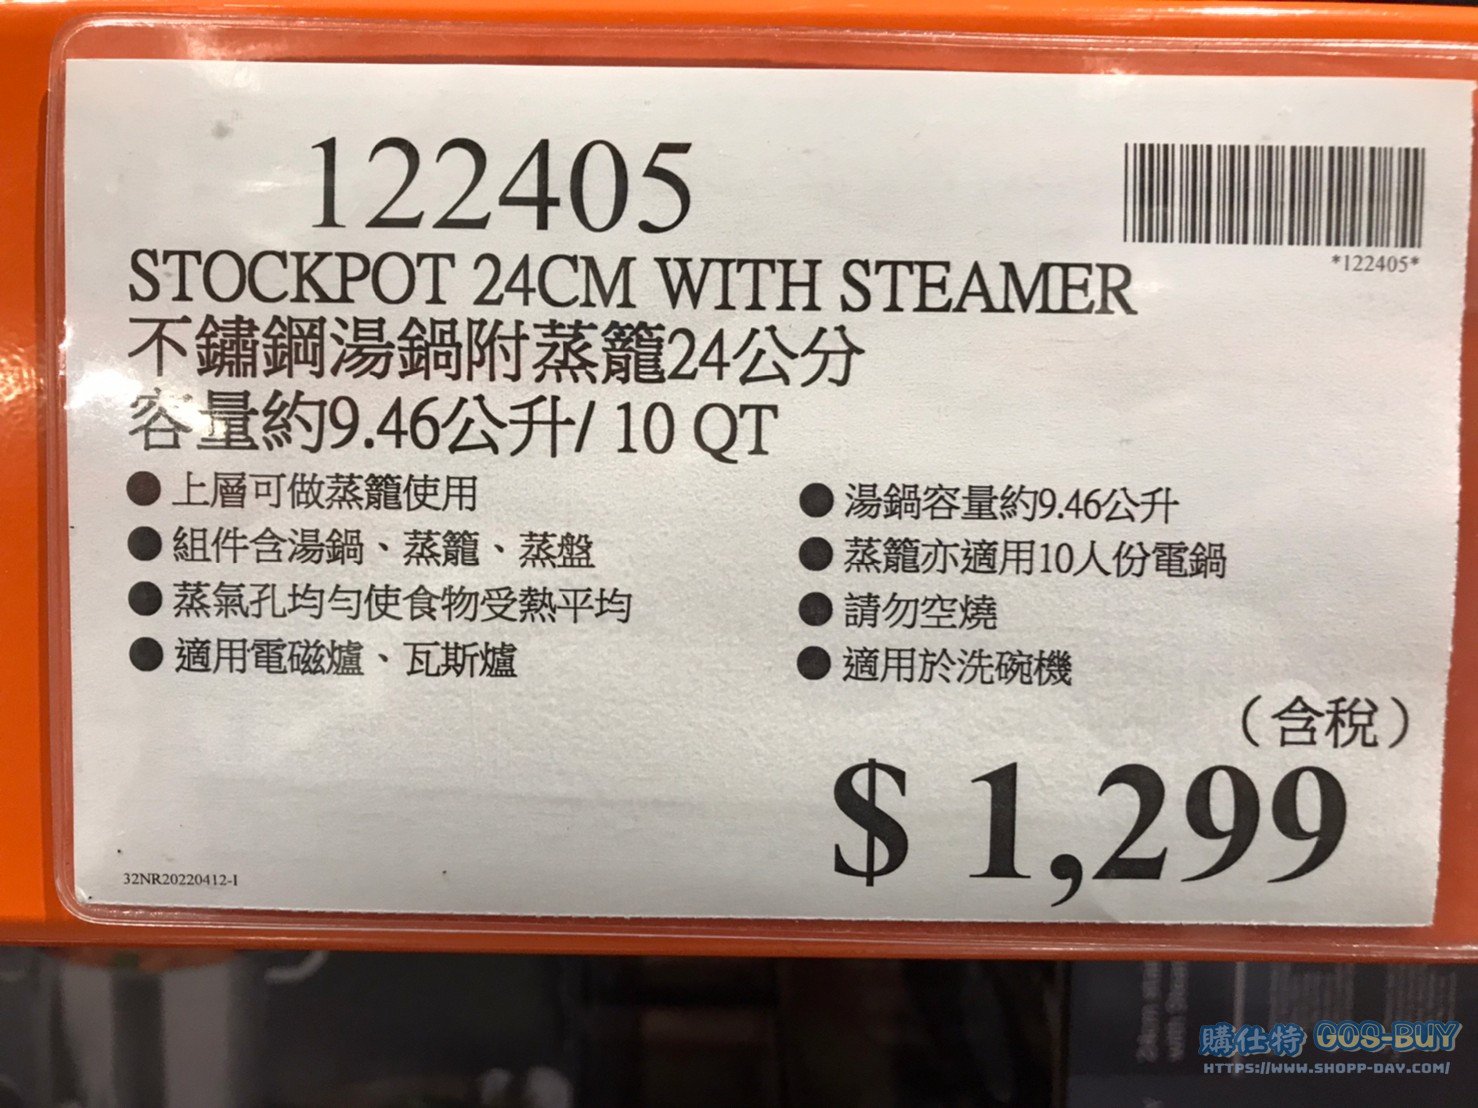 122405
*122405*
STOCKPOT 24CM WITH STEAMER
不鏽鋼湯鍋附蒸籠24公分
容量約9.46公升/ 10 QT
● 上層可做蒸籠使用
● 組件含湯鍋、蒸籠、蒸盤
● 蒸氣孔均勻使食物受熱平均
● 適用電磁爐、瓦斯爐
● 湯鍋容量約9.46公升
● 蒸籠亦適用10人份電鍋
● 請勿空燒
● 適用於洗碗機
（含稅）
$ 1,299
32NR20220412-I
購仕特 GOS-BUY
HTTPS://WWW.SHOPP-DAY.COM/